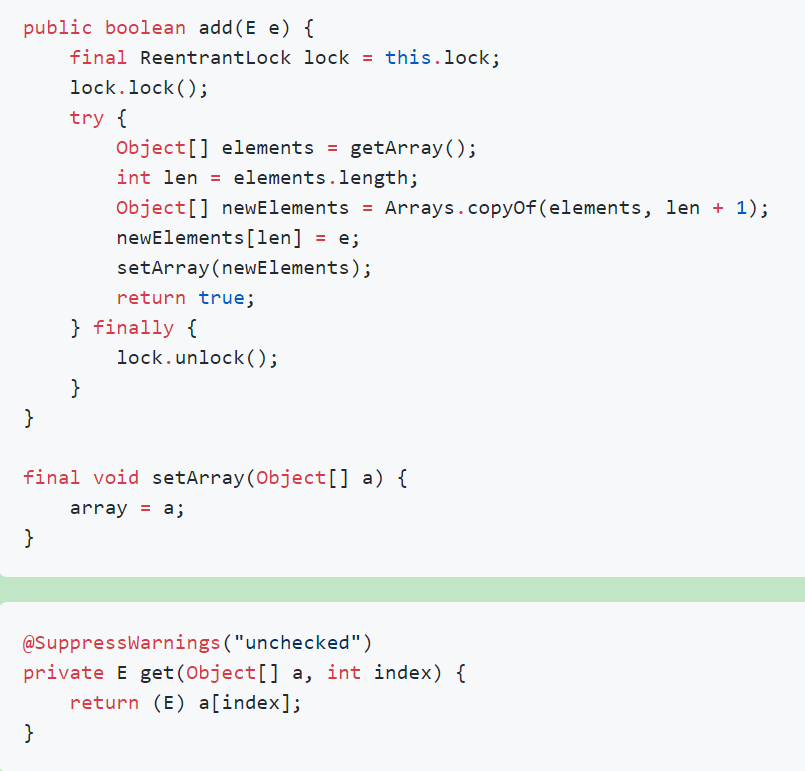 public boolean add(E e) {
    final ReentrantLock lock = this.lock;
    lock.lock();
    try {
        Object[] elements = getArray();
        int len = elements.length;
        Object[] newElements = Arrays.copyOf(elements, len + 1);
        newElements[len] = e;
        setArray(newElements);
        return true;
    } finally {
        lock.unlock();
    }
}

final void setArray(Object[] a) {
    array = a;
}

@SuppressWarnings("unchecked")
private E get(Object[] a, int index) {
    return (E) a[index];
}